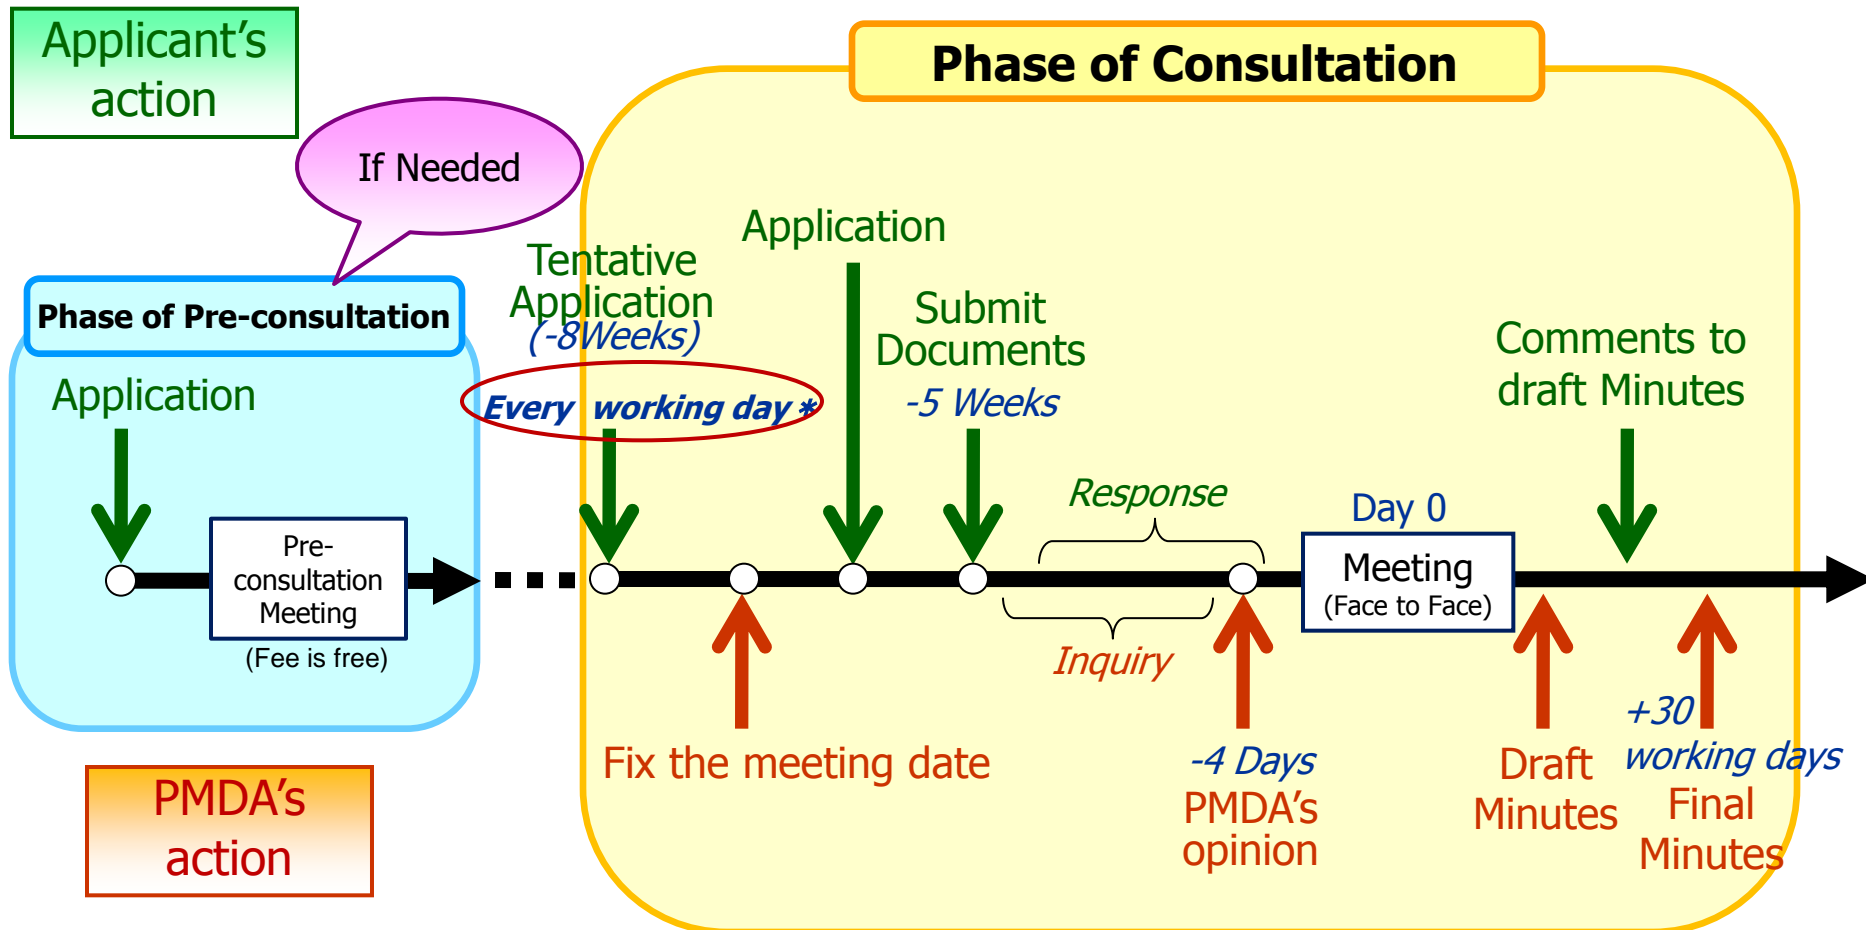 Applicant's
action
Phase of Consultation
If Needed
Phase of Pre-consultation
Application
Pre-
consultation
Meeting
(Fee is free)
Tentative
Application
(-8Weeks)
Every working day *
Application
Submit
Documents
-5 Weeks
Response
Inquiry
Day 0
Meeting
(Face to Face)
Comments to
draft Minutes
Fix the meeting date
-4 Days
PMDA's
opinion
Draft
Minutes
+30
working days
Final
Minutes
PMDA's
action